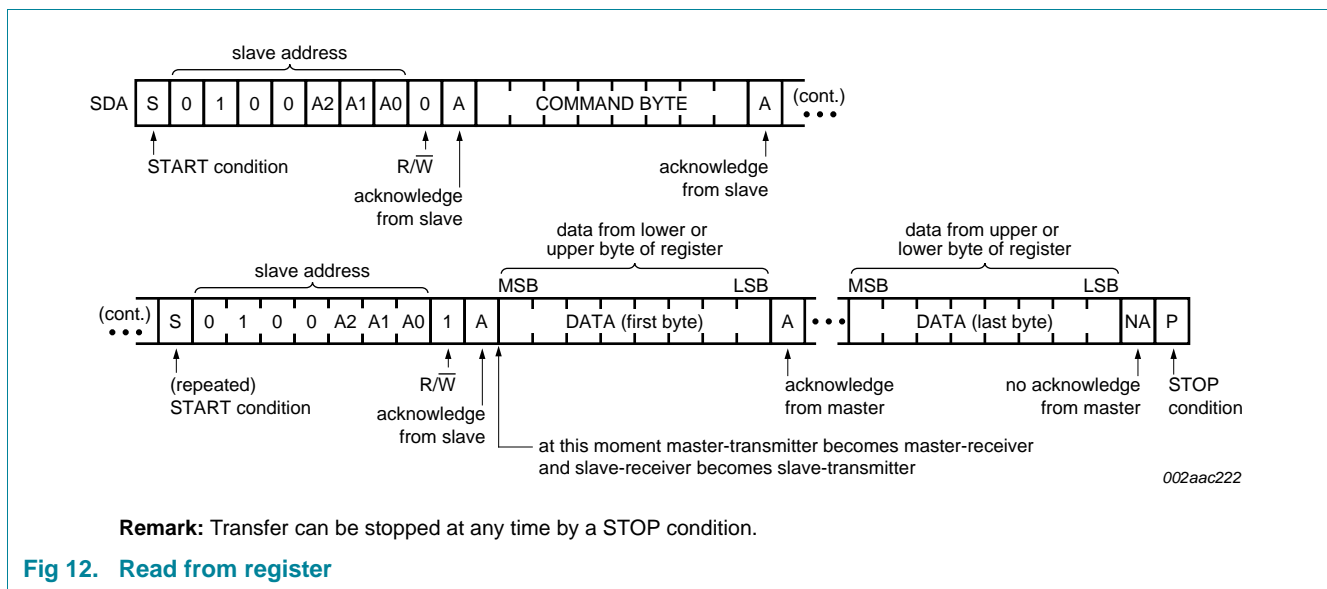 slave address
SDA S 0 1 0 0 A2 A1 A0 0 A COMMAND BYTE A (cont.)
START condition
R/W̅
acknowledge
from slave
acknowledge
from slave
data from lower or
upper byte of register
data from upper or
lower byte of register
slave address
MSB LSB MSB LSB
(cont.) S 0 1 0 0 A2 A1 A0 1 A DATA (first byte) A DATA (last byte) NA P
(repeated)
START condition
R/W̅
acknowledge
from slave
acknowledge
from master
no acknowledge
from master
STOP
condition
at this moment master-transmitter becomes master-receiver
and slave-receiver becomes slave-transmitter
002aac222
Remark: Transfer can be stopped at any time by a STOP condition.
Fig 12. Read from register